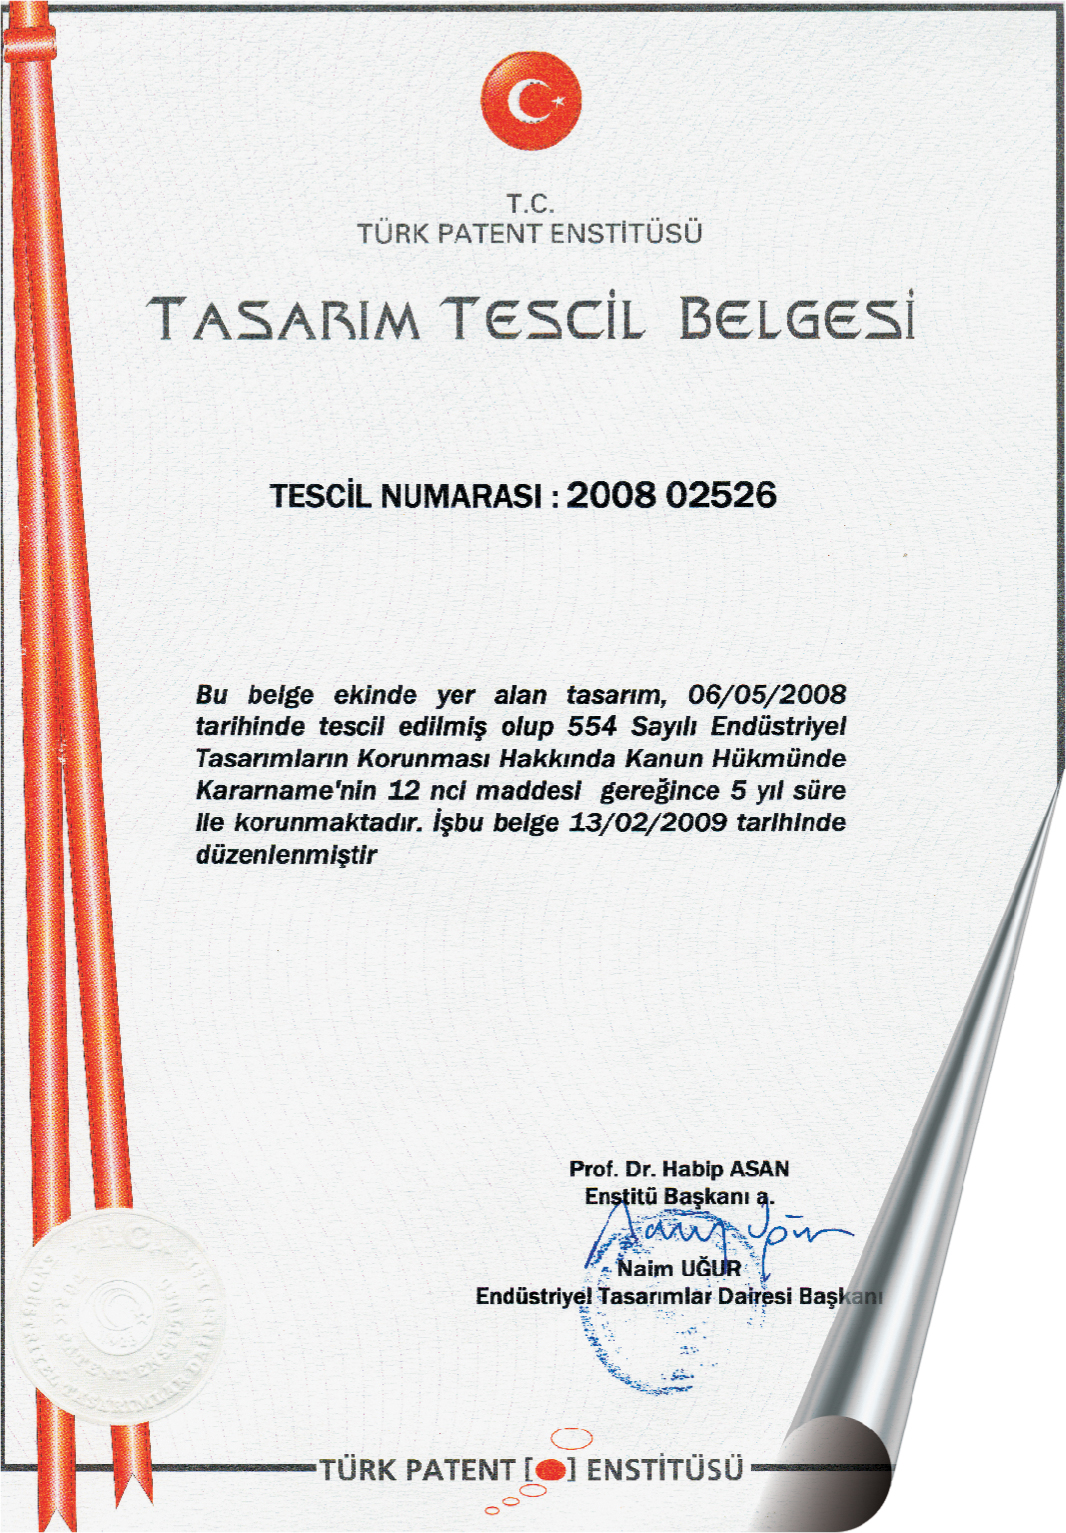 T.C.
TÜRK PATENT ENSTİTÜSÜ
TASARIM TESCİL BELGESİ
TESCİL NUMARASI : 2008 02526
Bu belge ekinde yer alan tasarım, 06/05/2008
tarihinde tescil edilmiş olup 554 Sayılı Endüstriyel
Tasarımların Korunması Hakkında Kanun Hükmünde
Kararname'nin 12 nci maddesi gereğince 5 yıl süre
ile korunmaktadır. İşbu belge 13/02/2009 tarihinde
düzenlenmiştir
Prof. Dr. Habip ASAN
Enstitü Başkanı a.
Naim UĞUR
Endüstriyel Tasarımlar Dairesi Başkanı
TÜRK PATENT [ ] ENSTİTÜSÜ